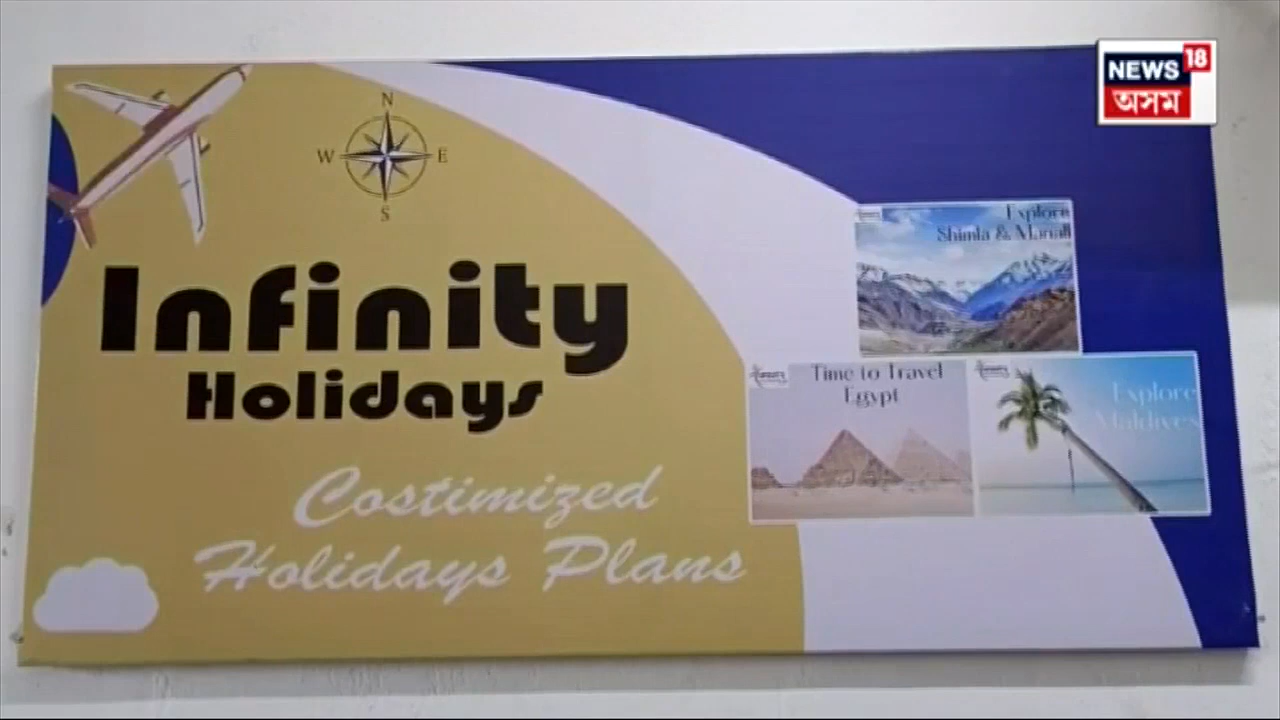 NEWS 18
অসম
N
W E
S
Infinity
Holidays
Costimized
Holidays Plans
Explore
Shimla & Manali
Time to Travel
Egypt
Explore
Maldives